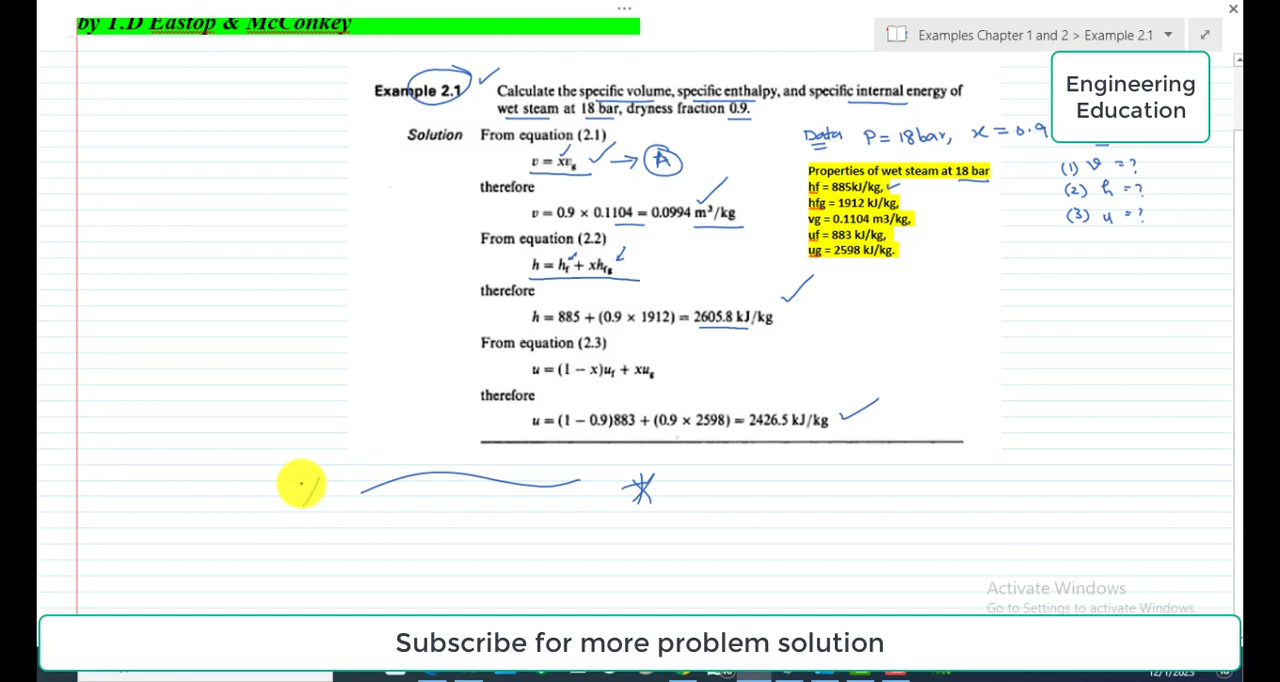 by T.D Eastop & McConkey
Examples Chapter 1 and 2 > Example 2.1
Engineering
Education
Example 2.1 Calculate the specific volume, specific enthalpy, and specific internal energy of
wet steam at 18 bar, dryness fraction 0.9.
Solution From equation (2.1)
v = xvg → A
therefore
v = 0.9 × 0.1104 = 0.0994 m³/kg
From equation (2.2)
h = hf + xhfg
therefore
h = 885 + (0.9 × 1912) = 2605.8 kJ/kg
From equation (2.3)
u = (1 − x)uf + xug
therefore
u = (1 − 0.9)883 + (0.9 × 2598) = 2426.5 kJ/kg
Data P = 18 bar, x = 0.9
(1) v = ?
(2) h = ?
(3) u = ?
Properties of wet steam at 18 bar
hf = 885kJ/kg,
hfg = 1912 kJ/kg,
vg = 0.1104 m3/kg,
uf = 883 kJ/kg,
ug = 2598 kJ/kg.
Activate Windows
Go to Settings to activate Windows.
Subscribe for more problem solution
12/1/2023